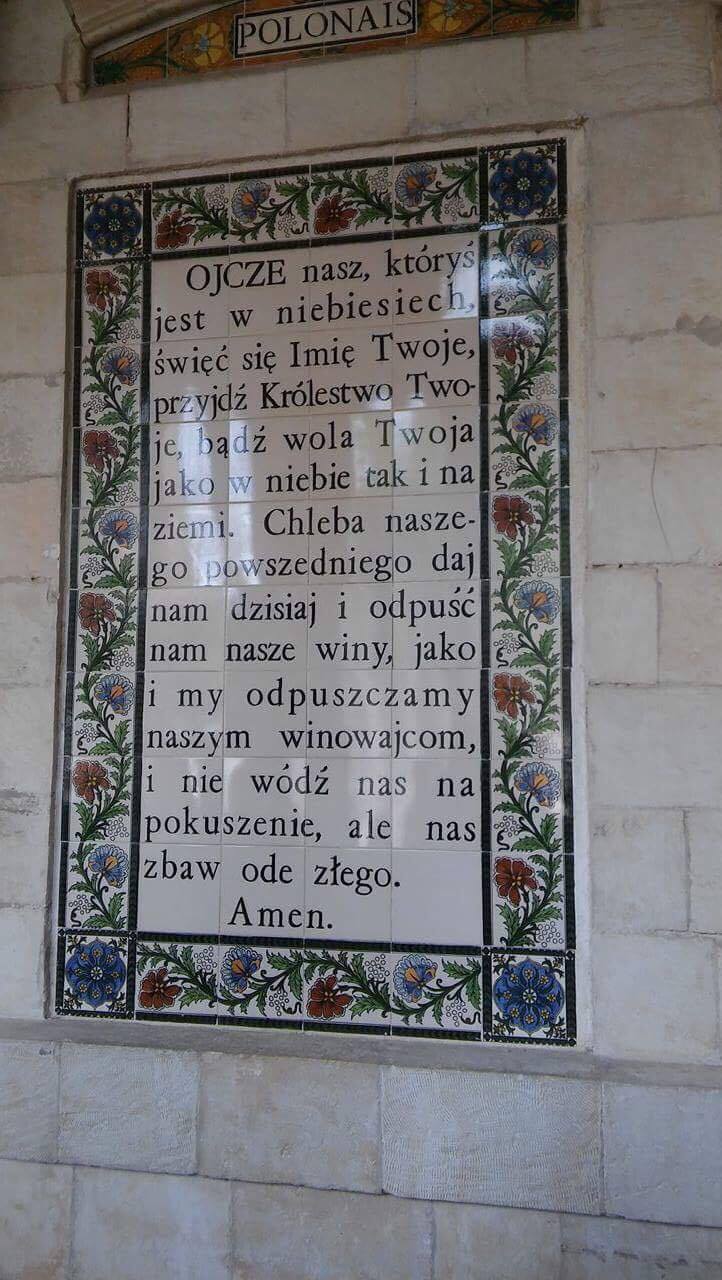 POLONAIS
OJCZE nasz, któryś
jest w niebiesiech,
święć się Imię Twoje,
przyjdź Królestwo Two-
je, bądź wola Twoja
jako w niebie tak i na
ziemi. Chleba nasze-
go powszedniego daj
nam dzisiaj i odpuść
nam nasze winy, jako
i my odpuszczamy
naszym winowajcom,
i nie wódź nas na
pokuszenie, ale nas
zbaw ode złego.
Amen.